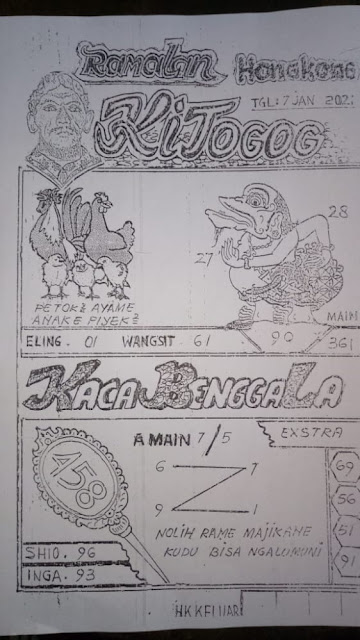 Ramalan Hongkong
TGL: 7 JAN 202
Ki Togog
28
27
PETOK2 AYAME
ANAKE PIYEK2
MAIN
ELING. 01 WANGSIT. 61 90 361
KACA BENGGALA
A MAIN 7/5
EXSTRA
458
6 7
9 1
69
56
51
91
NOLIH RAME MAJIKANE
KUDU BISA NGALUMUNI
SHIO. 96
INGA. 93
HK KELUAR